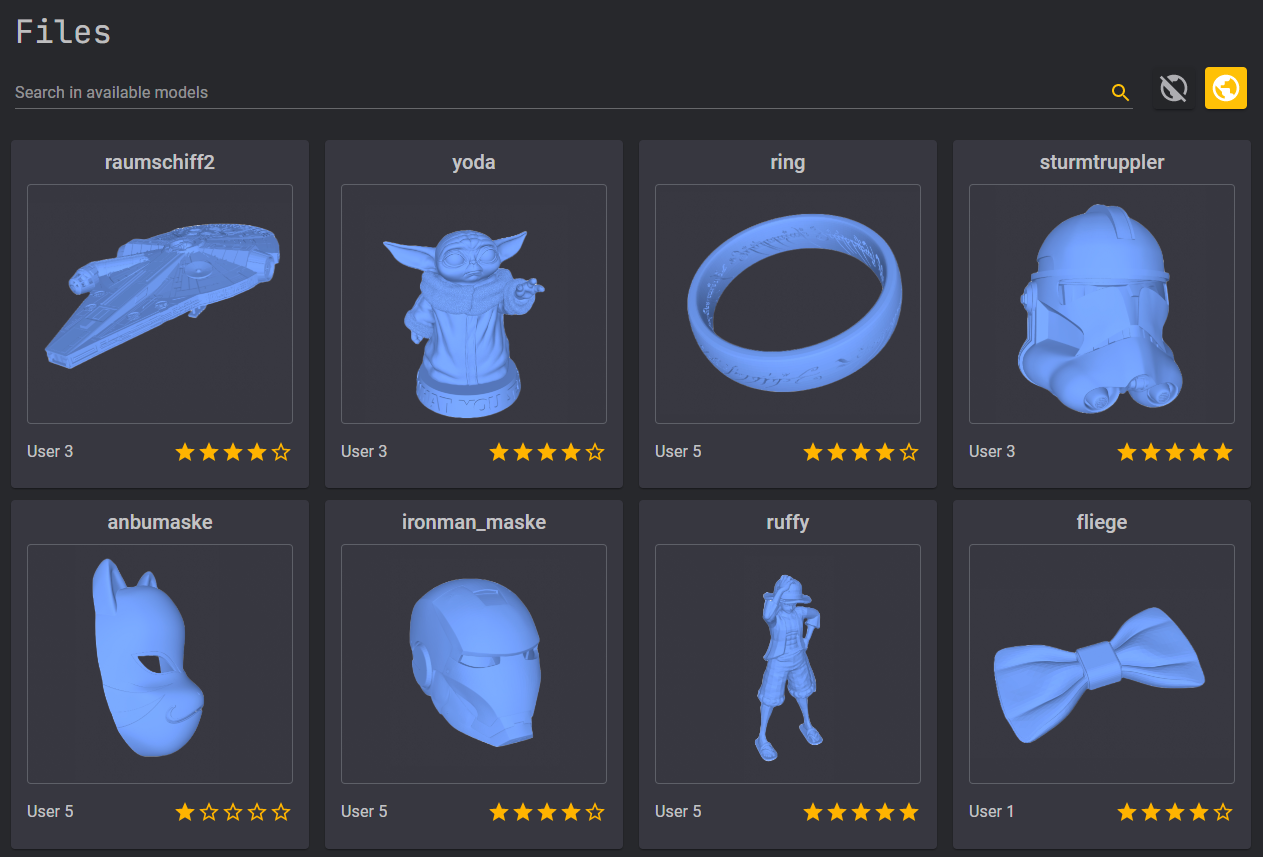 Files
Search in available models
raumschiff2
yoda
ring
sturmtruppler
User 3
User 3
User 5
User 3
anbumaske
ironman_maske
ruffy
fliege
User 5
User 5
User 5
User 1